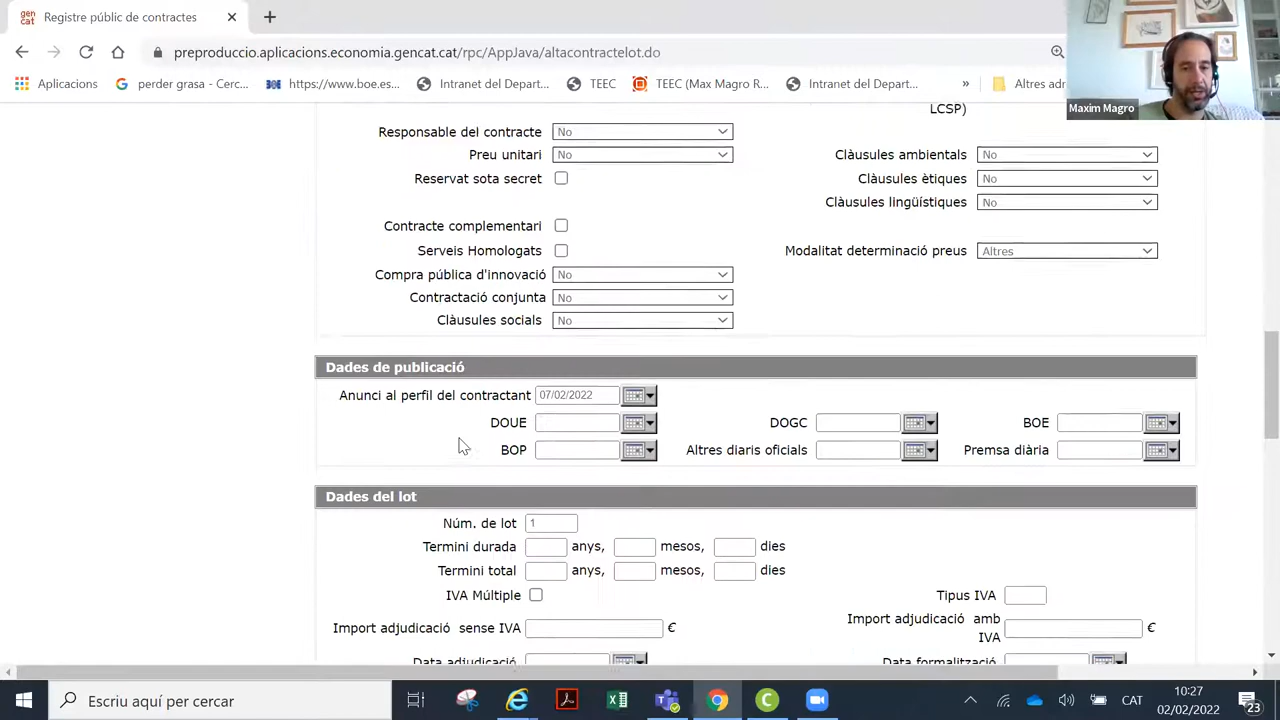 gen
cat
Registre públic de contractes
preproduccio.aplicacions.economia.gencat.cat/rpc/AppJava/altacontractelot.do
Aplicacions
perder grasa - Cerc...
https://www.boe.es...
Intranet del Depart...
TEEC
TEEC (Max Magro R...
Intranet del Depart...
»
Altres adr
Maxim Magro
LCSP)
Responsable del contracte No
Preu unitari No
Clàusules ambientals No
Reservat sota secret
Clàusules ètiques No
Clàusules lingüístiques No
Contracte complementari
Serveis Homologats
Modalitat determinació preus Altres
Compra pública d'innovació No
Contractació conjunta No
Clàusules socials No
Dades de publicació
Anunci al perfil del contractant 07/02/2022
DOUE
DOGC
BOE
BOP
Altres diaris oficials
Premsa diària
Dades del lot
Núm. de lot 1
Termini durada anys, mesos, dies
Termini total anys, mesos, dies
IVA Múltiple
Tipus IVA
Import adjudicació sense IVA €
Import adjudicació amb IVA €
Data adjudicació
Data formalització
Escriu aquí per cercar
CAT
10:27
02/02/2022
23